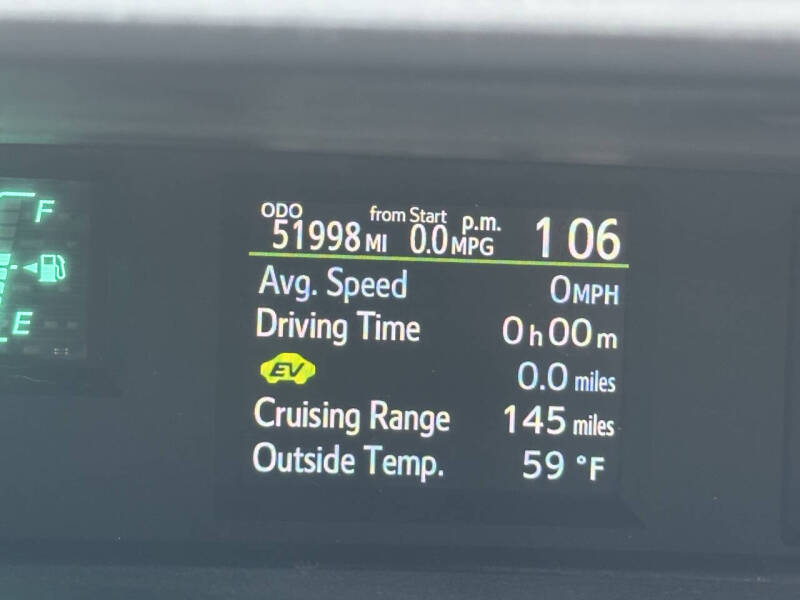 F
E
ODO from Start p.m. 1 06
51998 MI 0.0 MPG
Avg. Speed 0 MPH
Driving Time 0 h 00 m
EV 0.0 miles
Cruising Range 145 miles
Outside Temp. 59 °F